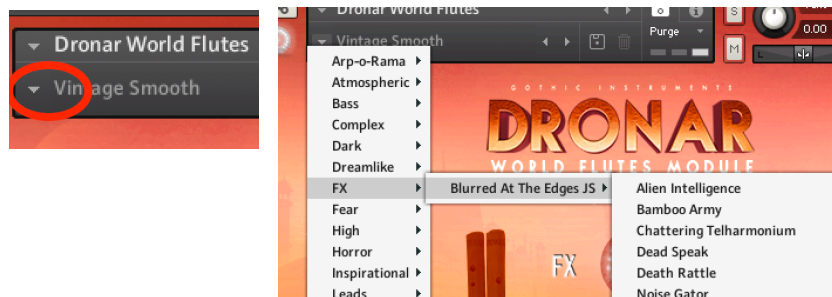 Dronar World Flutes
Vintage Smooth
Dronar World Flutes
Vintage Smooth
Purge
S
M
0.00
L
Arp-o-Rama
Atmospheric
Bass
Complex
Dark
Dreamlike
FX
Fear
High
Horror
Inspirational
Leads
Blurred At The Edges JS
Alien Intelligence
Bamboo Army
Chattering Telharmonium
Dead Speak
Death Rattle
Noise Gator
GOTHIC INSTRUMENTS
DRONAR
WORLD FLUTES MODULE
FX